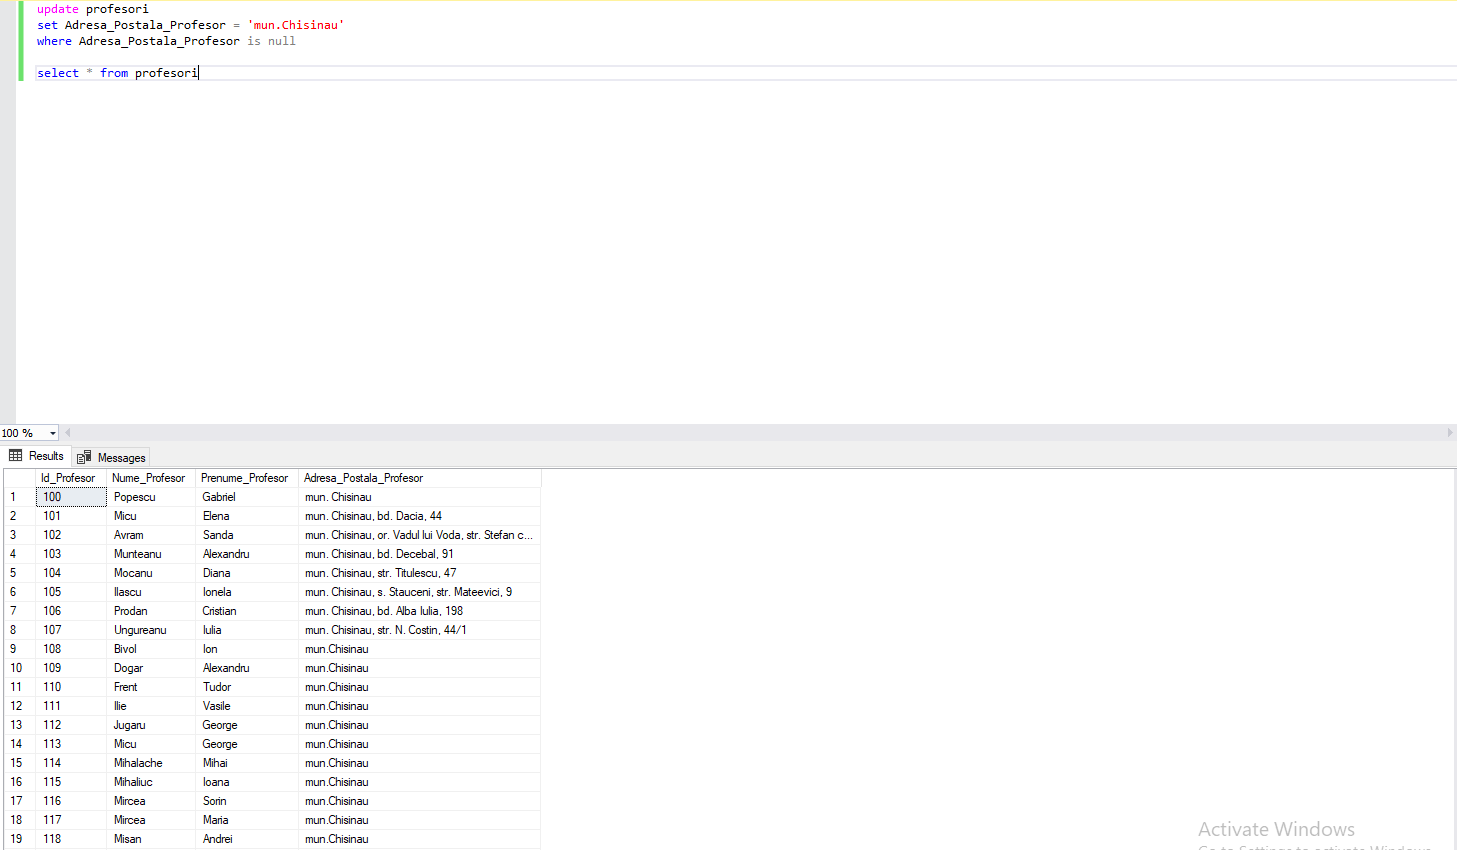 update profesori
set Adresa_Postala_Profesor = 'mun.Chisinau'
where Adresa_Postala_Profesor is null
select * from profesori
100 %
Results Messages
Id_Profesor Nume_Profesor Prenume_Profesor Adresa_Postala_Profesor
1 100 Popescu Gabriel mun. Chisinau
2 101 Micu Elena mun. Chisinau, bd. Dacia, 44
3 102 Avram Sanda mun. Chisinau, or. Vadul lui Voda, str. Stefan c...
4 103 Munteanu Alexandru mun. Chisinau, bd. Decebal, 91
5 104 Mocanu Diana mun. Chisinau, str. Titulescu, 47
6 105 Ilascu Ionela mun. Chisinau, s. Stauceni, str. Mateevici, 9
7 106 Prodan Cristian mun. Chisinau, bd. Alba Iulia, 198
8 107 Ungureanu Iulia mun. Chisinau, str. N. Costin, 44/1
9 108 Bivol Ion mun.Chisinau
10 109 Dogar Alexandru mun.Chisinau
11 110 Frent Tudor mun.Chisinau
12 111 Ilie Vasile mun.Chisinau
13 112 Jugaru George mun.Chisinau
14 113 Micu George mun.Chisinau
15 114 Mihalache Mihai mun.Chisinau
16 115 Mihaliuc Ioana mun.Chisinau
17 116 Mircea Sorin mun.Chisinau
18 117 Mircea Maria mun.Chisinau
19 118 Misan Andrei mun.Chisinau
Activate Windows
Go to Settings to activate Windows.